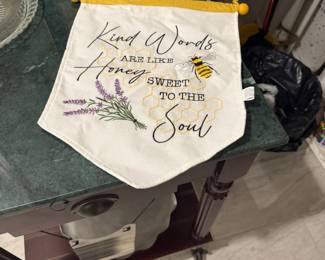 Kind Words
ARE LIKE
Honey
SWEET
TO THE
Soul